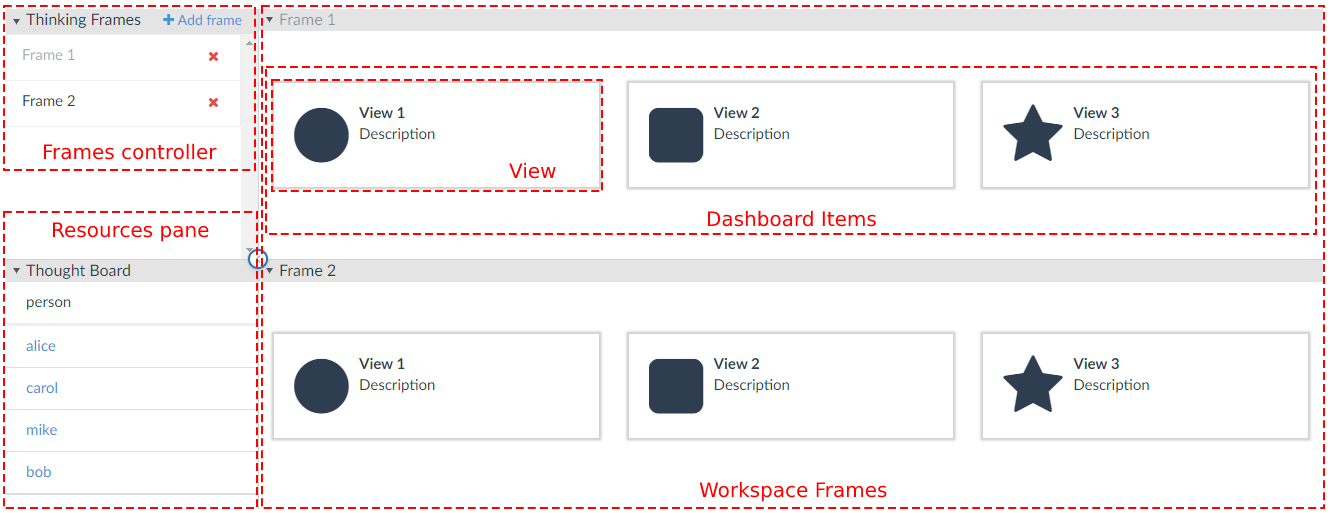 Thinking Frames
Add frame
Frame 1
Frame 2
Frames controller
Resources pane
Thought Board
person
alice
carol
mike
bob
Frame 1
View 1
Description
View
View 2
Description
View 3
Description
Dashboard Items
Frame 2
View 1
Description
View 2
Description
View 3
Description
Workspace Frames